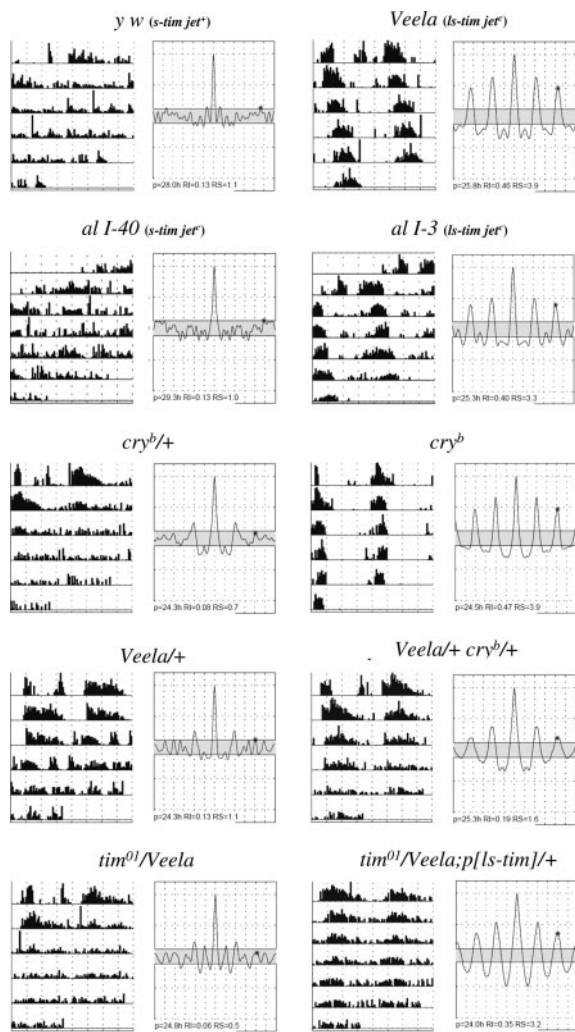 y w (s-tim jet⁺)
Veela (ls-tim jetᶜ)
p=28.0h RI=0.13 RS=1.1
p=25.8h RI=0.46 RS=3.9
al I-40 (s-tim jetᶜ)
al I-3 (ls-tim jetᶜ)
p=29.3h RI=0.13 RS=1.0
p=25.3h RI=0.40 RS=3.3
cryᵇ/+
cryᵇ
p=24.3h RI=0.08 RS=0.7
p=24.5h RI=0.47 RS=3.9
Veela/+
Veela/+ cryᵇ/+
p=24.3h RI=0.13 RS=1.1
p=25.3h RI=0.19 RS=1.6
tim⁰¹/Veela
tim⁰¹/Veela;p[ls-tim]/+
p=24.8h RI=0.06 RS=0.5
p=24.0h RI=0.35 RS=3.2